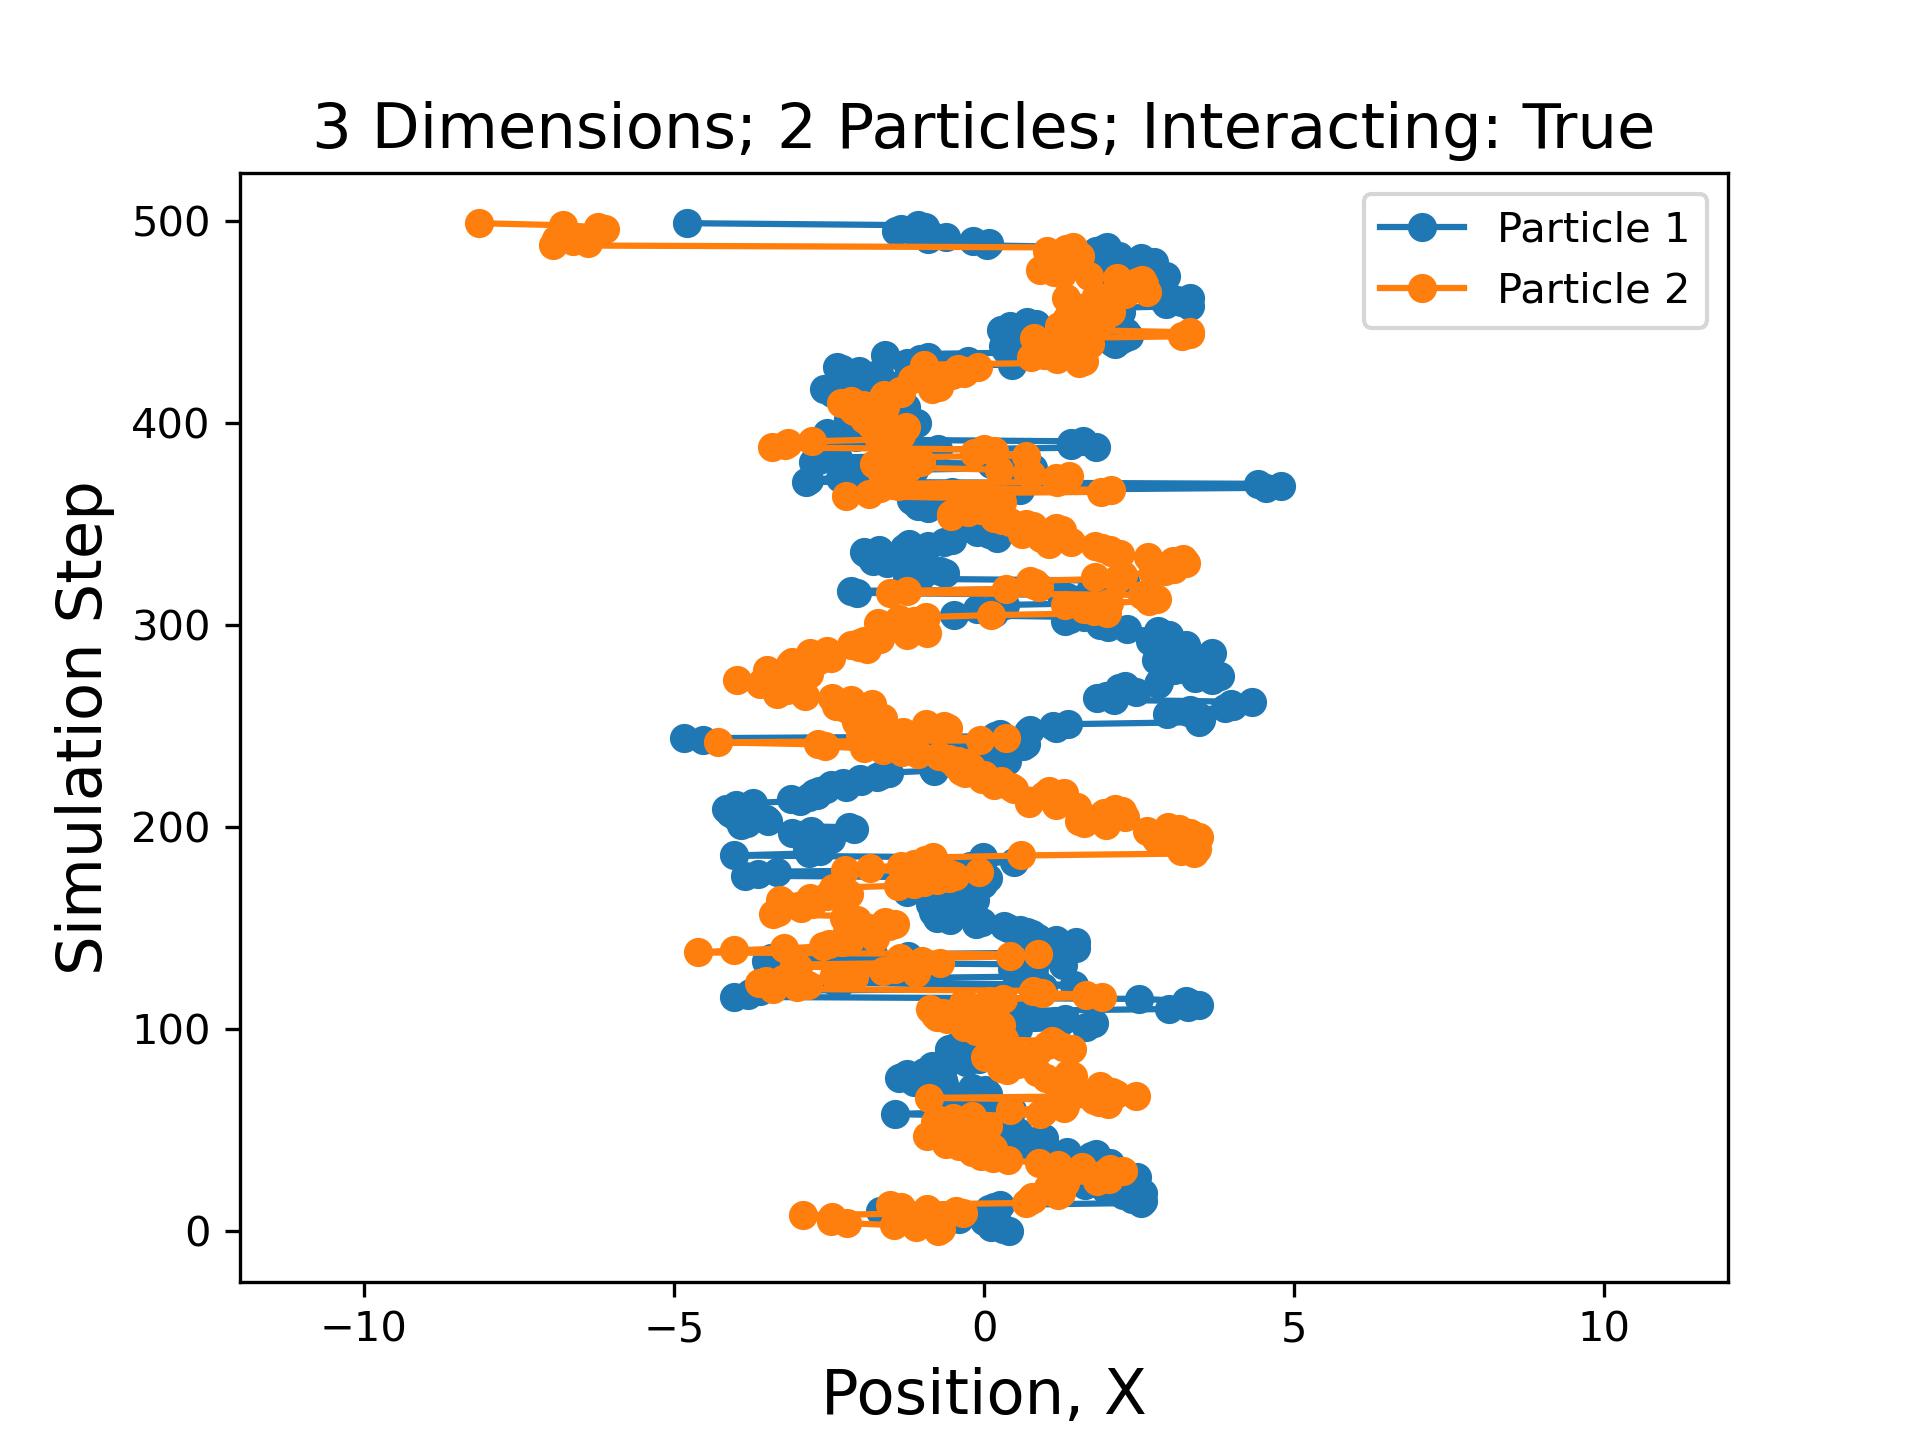 3 Dimensions; 2 Particles; Interacting: True
Particle 1
Particle 2
500
400
300
200
100
0
Simulation Step
−10
−5
0
5
10
Position, X